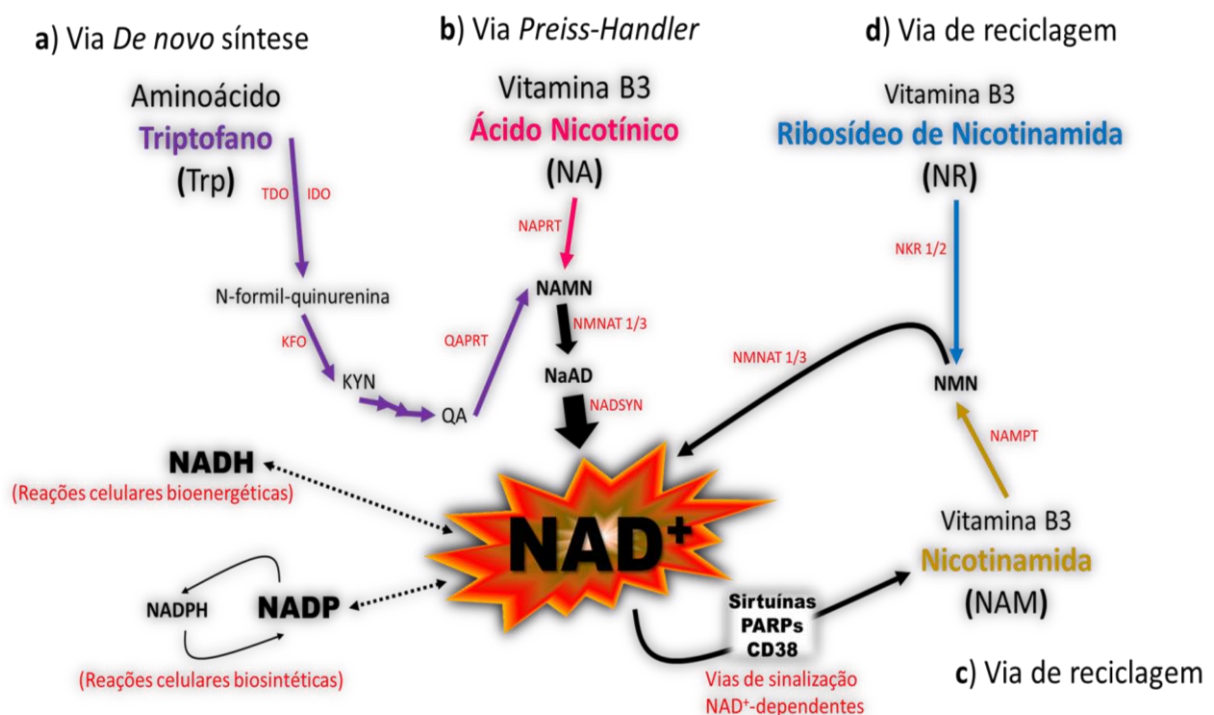 a) Via De novo síntese
Aminoácido
Triptofano
(Trp)
TDO
IDO
N-formil-quinurenina
KFO
KYN
QA
QAPRT
b) Via Preiss-Handler
Vitamina B3
Ácido Nicotínico
(NA)
NAPRT
NAMN
NMNAT 1/3
NaAD
NADSYN
d) Via de reciclagem
Vitamina B3
Ribosídeo de Nicotinamida
(NR)
NKR 1/2
NMNAT 1/3
NMN
NAMPT
Vitamina B3
Nicotinamida
(NAM)
c) Via de reciclagem
NADH
(Reações celulares bioenergéticas)
NAD+
NADPH
NADP
(Reações celulares biosintéticas)
Sirtuínas
PARPs
CD38
Vias de sinalização
NAD+-dependentes